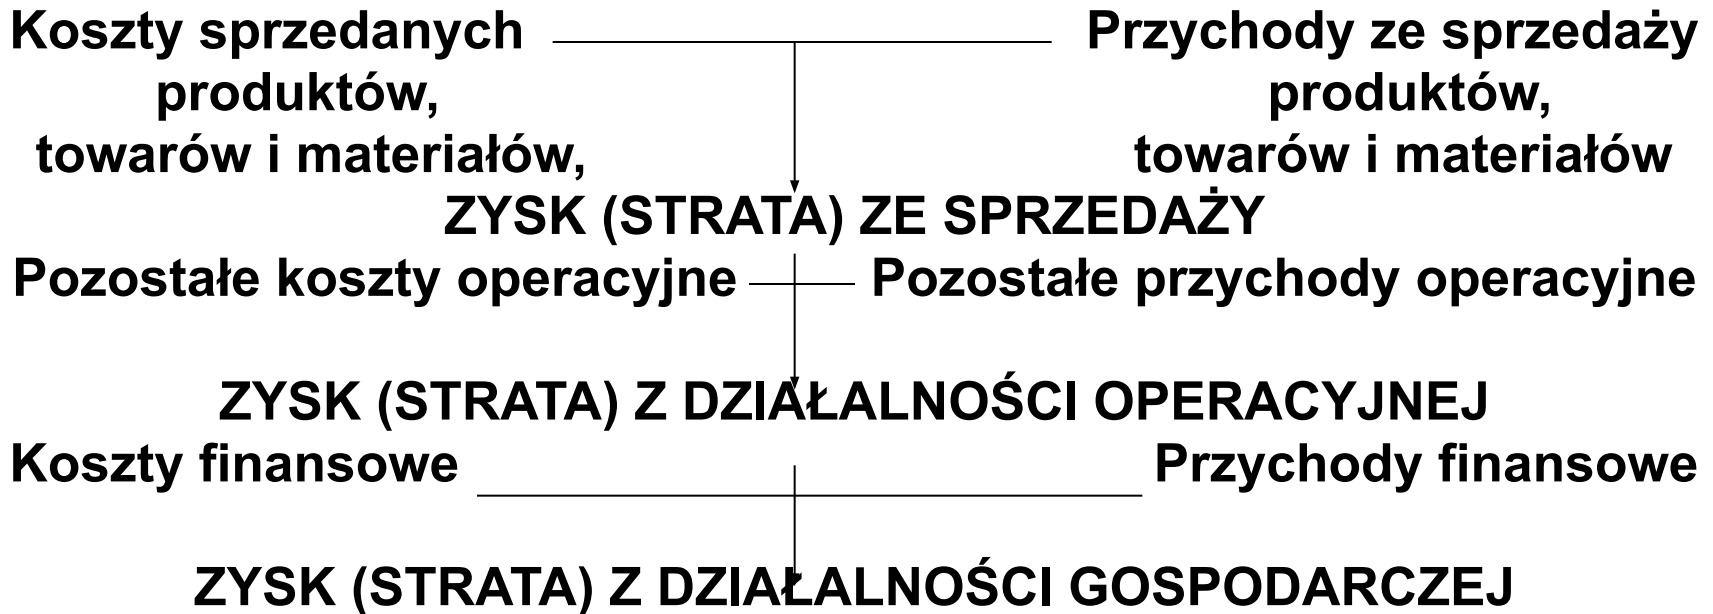 Koszty sprzedanych Przychody ze sprzedaży
produktów, produktów,
towarów i materiałów, towarów i materiałów
ZYSK (STRATA) ZE SPRZEDAŻY
Pozostałe koszty operacyjne Pozostałe przychody operacyjne
ZYSK (STRATA) Z DZIAŁALNOŚCI OPERACYJNEJ
Koszty finansowe Przychody finansowe
ZYSK (STRATA) Z DZIAŁALNOŚCI GOSPODARCZEJ